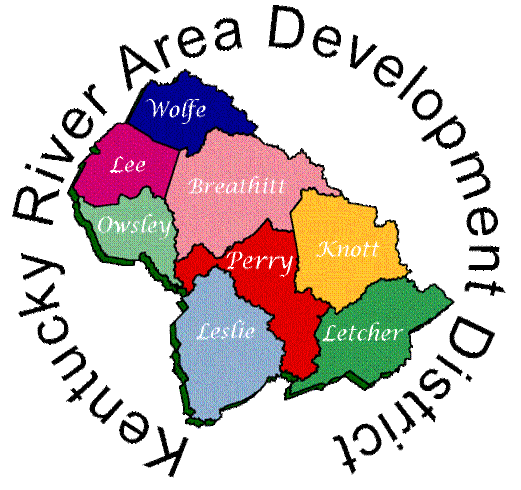 Kentucky River Area Development District
Wolfe
Lee
Breathitt
Owsley
Knott
Perry
Leslie
Letcher